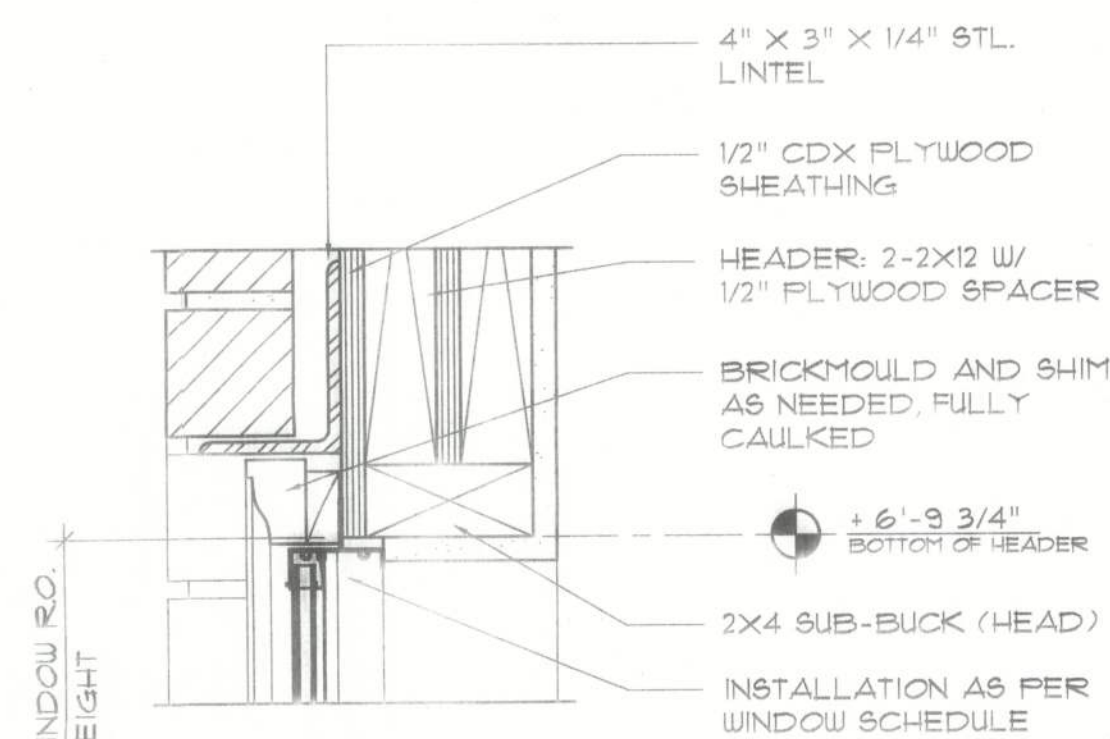 4" X 3" X 1/4" STL.
LINTEL
1/2" CDX PLYWOOD
SHEATHING
HEADER: 2-2X12 W/
1/2" PLYWOOD SPACER
BRICKMOULD AND SHIM
AS NEEDED, FULLY
CAULKED
+ 6'-9 3/4"
BOTTOM OF HEADER
2X4 SUB-BUCK (HEAD)
INSTALLATION AS PER
WINDOW SCHEDULE
R.O.